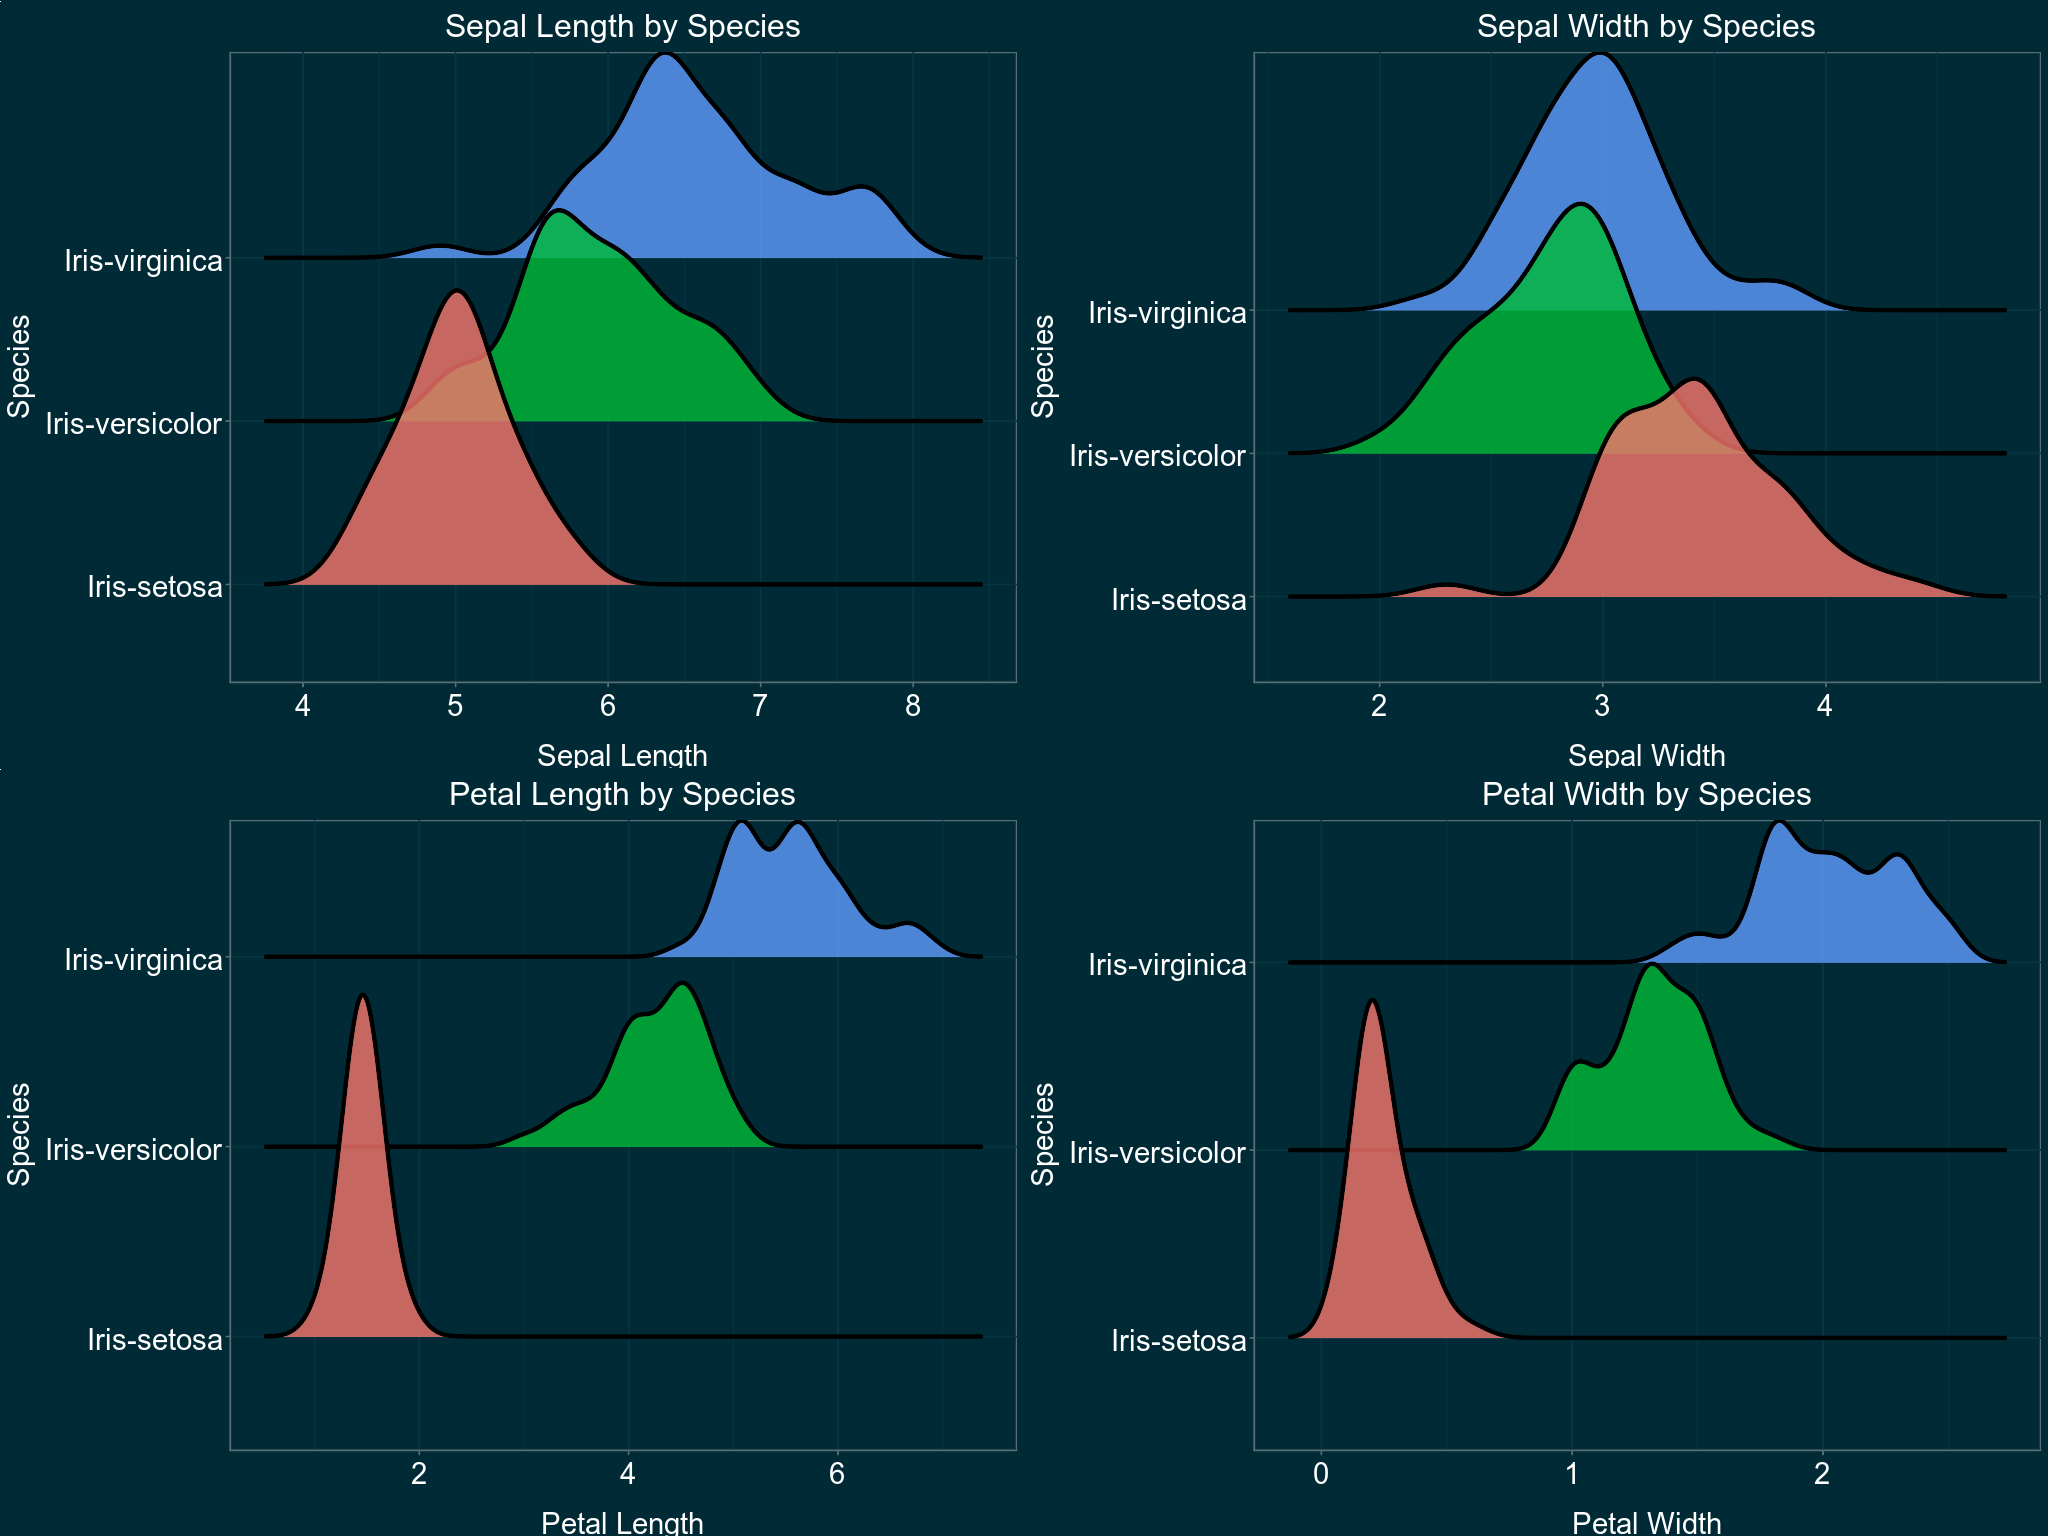 Sepal Length by Species
Species
Iris-virginica
Iris-versicolor
Iris-setosa
4 5 6 7 8
Sepal Length
Sepal Width by Species
Species
Iris-virginica
Iris-versicolor
Iris-setosa
2 3 4
Sepal Width
Petal Length by Species
Species
Iris-virginica
Iris-versicolor
Iris-setosa
2 4 6
Petal Length
Petal Width by Species
Species
Iris-virginica
Iris-versicolor
Iris-setosa
0 1 2
Petal Width